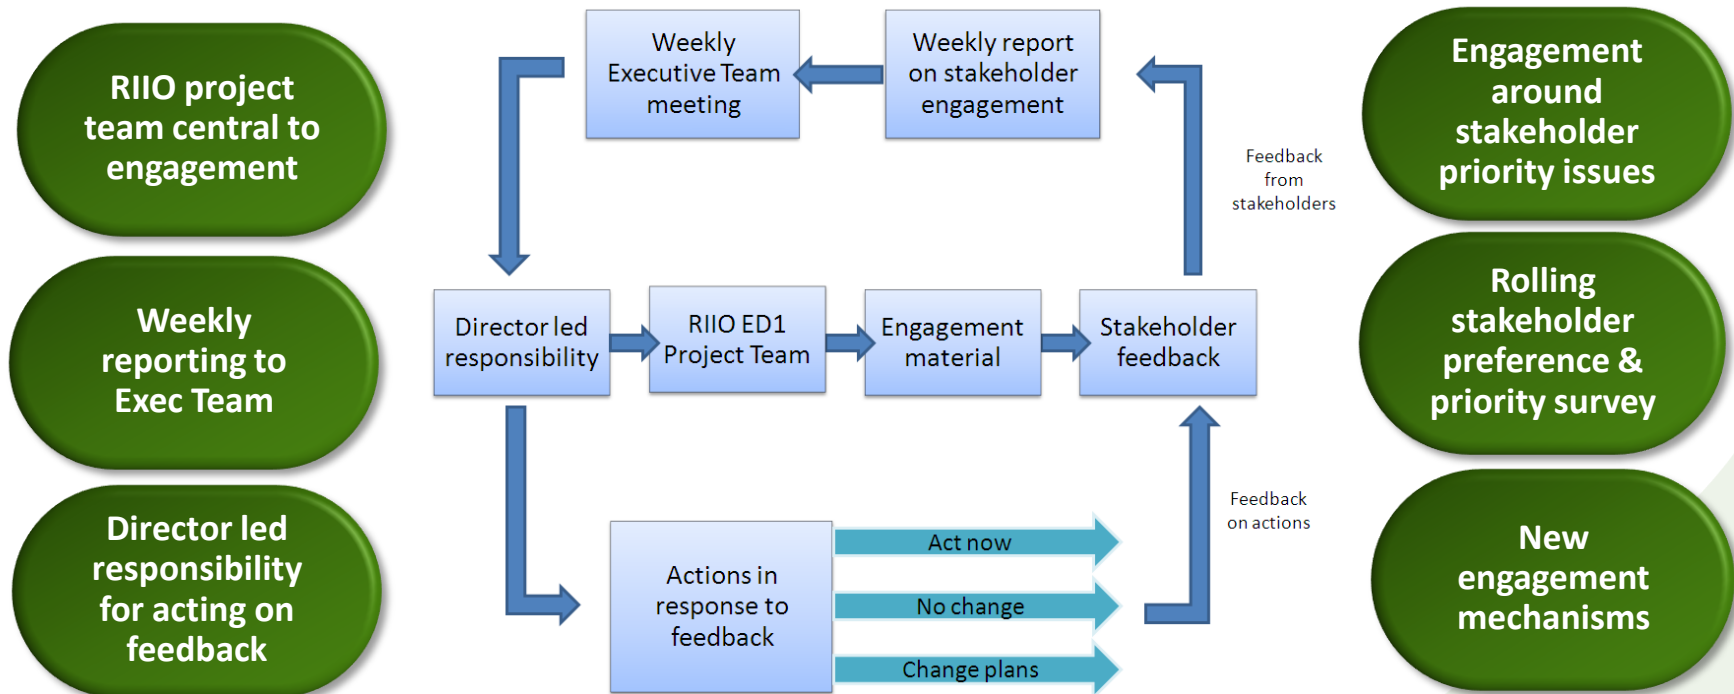 RIIO project
team central to
engagement
Weekly
reporting to
Exec Team
Director led
responsibility
for acting on
feedback
Weekly
Executive Team
meeting
Weekly report
on stakeholder
engagement
Feedback
from
stakeholders
Director led
responsibility
RIIO ED1
Project Team
Engagement
material
Stakeholder
feedback
Feedback
on actions
Actions in
response to
feedback
Act now
No change
Change plans
Engagement
around
stakeholder
priority issues
Rolling
stakeholder
preference &
priority survey
New
engagement
mechanisms